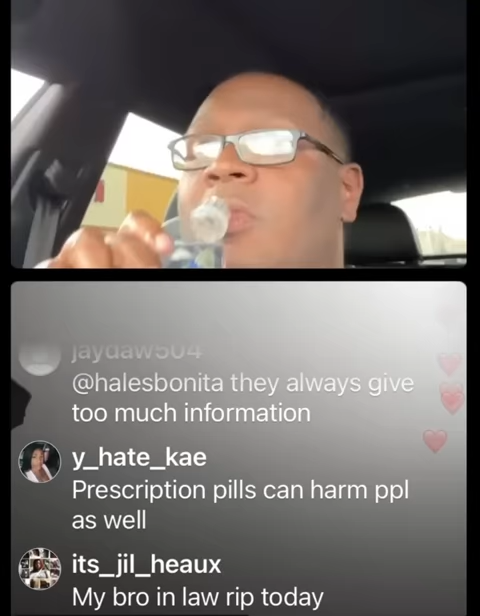 jaydaw504
@halesbonita they always give
too much information
y_hate_kae
Prescription pills can harm ppl
as well
its_jil_heaux
My bro in law rip today